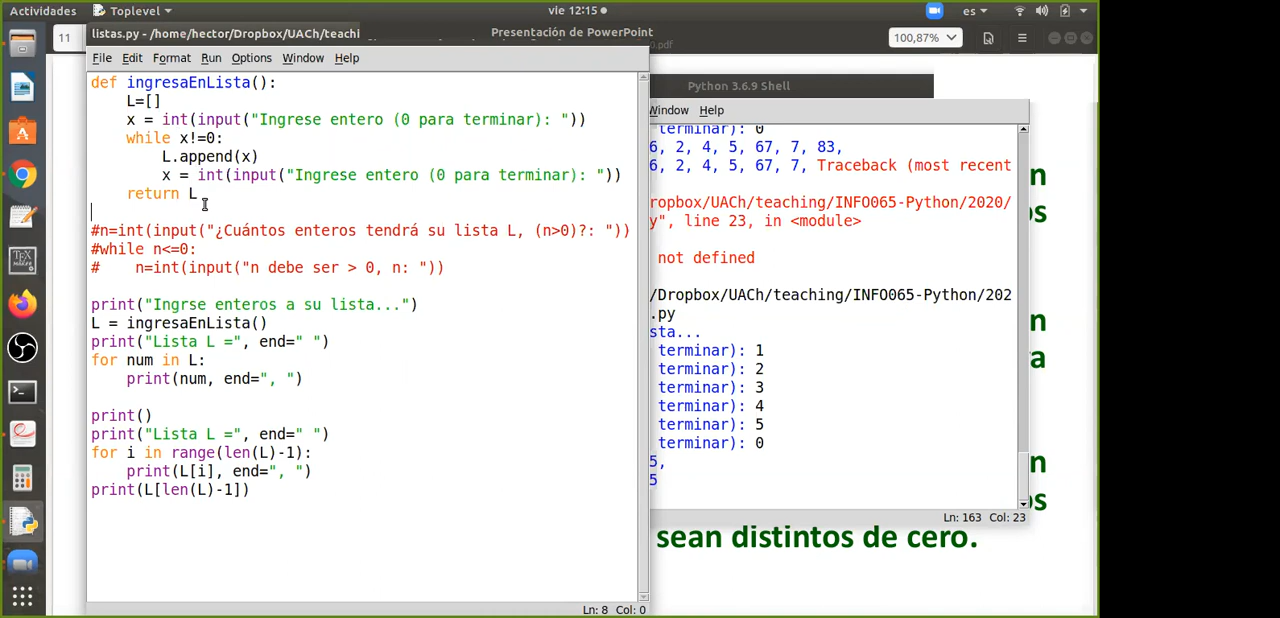 Actividades
Toplevel
vie 12:15
es
11
listas.py - /home/hector/Dropbox/UACh/teachi
Presentación de PowerPoint
0.pdf
100,87%
File Edit Format Run Options Window Help
def ingresaEnLista():
L=[]
x = int(input("Ingrese entero (0 para terminar): "))
while x!=0:
L.append(x)
x = int(input("Ingrese entero (0 para terminar): "))
return L
#n=int(input("¿Cuántos enteros tendrá su lista L, (n>0)?: "))
#while n<=0:
#    n=int(input("n debe ser > 0, n: "))
print("Ingrse enteros a su lista...")
L = ingresaEnLista()
print("Lista L =", end=" ")
for num in L:
print(num, end=", ")
print()
print("Lista L =", end=" ")
for i in range(len(L)-1):
print(L[i], end=", ")
print(L[len(L)-1])
Ln: 8 Col: 0
Python 3.6.9 Shell
Window Help
terminar): 0
6, 2, 4, 5, 67, 7, 83,
6, 2, 4, 5, 67, 7, Traceback (most recent
ropbox/UACh/teaching/INFO065-Python/2020/
y", line 23, in <module>
not defined
/Dropbox/UACh/teaching/INFO065-Python/202
.py
sta...
terminar): 1
terminar): 2
terminar): 3
terminar): 4
terminar): 5
terminar): 0
5,
5
Ln: 163 Col: 23
n
os
n
ra
n
os
sean distintos de cero.